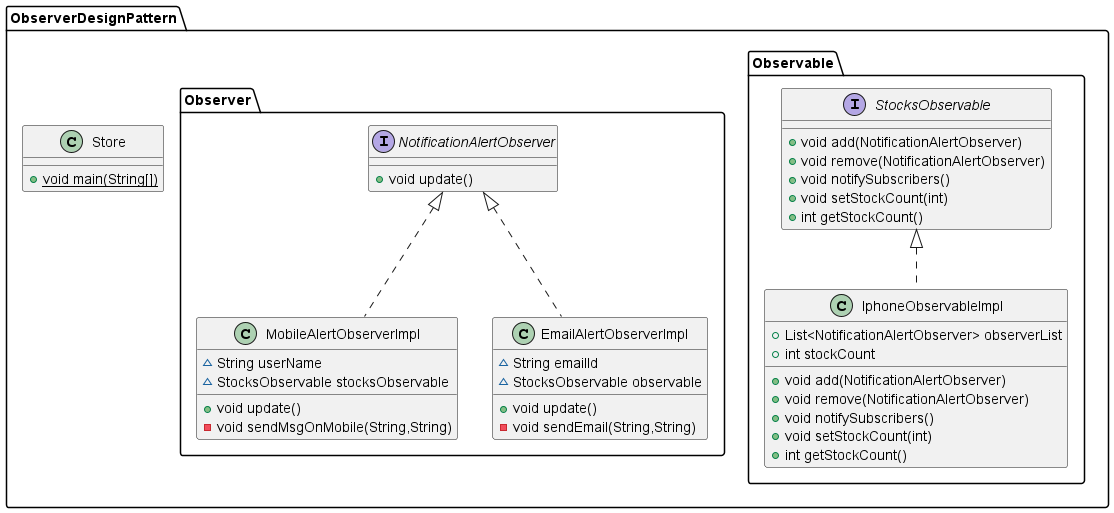 ObserverDesignPattern
C Store
void main(String[])
Observer
I NotificationAlertObserver
void update()
C MobileAlertObserverImpl
String userName
StocksObservable stocksObservable
void update()
void sendMsgOnMobile(String,String)
C EmailAlertObserverImpl
String emailId
StocksObservable observable
void update()
void sendEmail(String,String)
Observable
I StocksObservable
void add(NotificationAlertObserver)
void remove(NotificationAlertObserver)
void notifySubscribers()
void setStockCount(int)
int getStockCount()
C IphoneObservableImpl
List<NotificationAlertObserver> observerList
int stockCount
void add(NotificationAlertObserver)
void remove(NotificationAlertObserver)
void notifySubscribers()
void setStockCount(int)
int getStockCount()